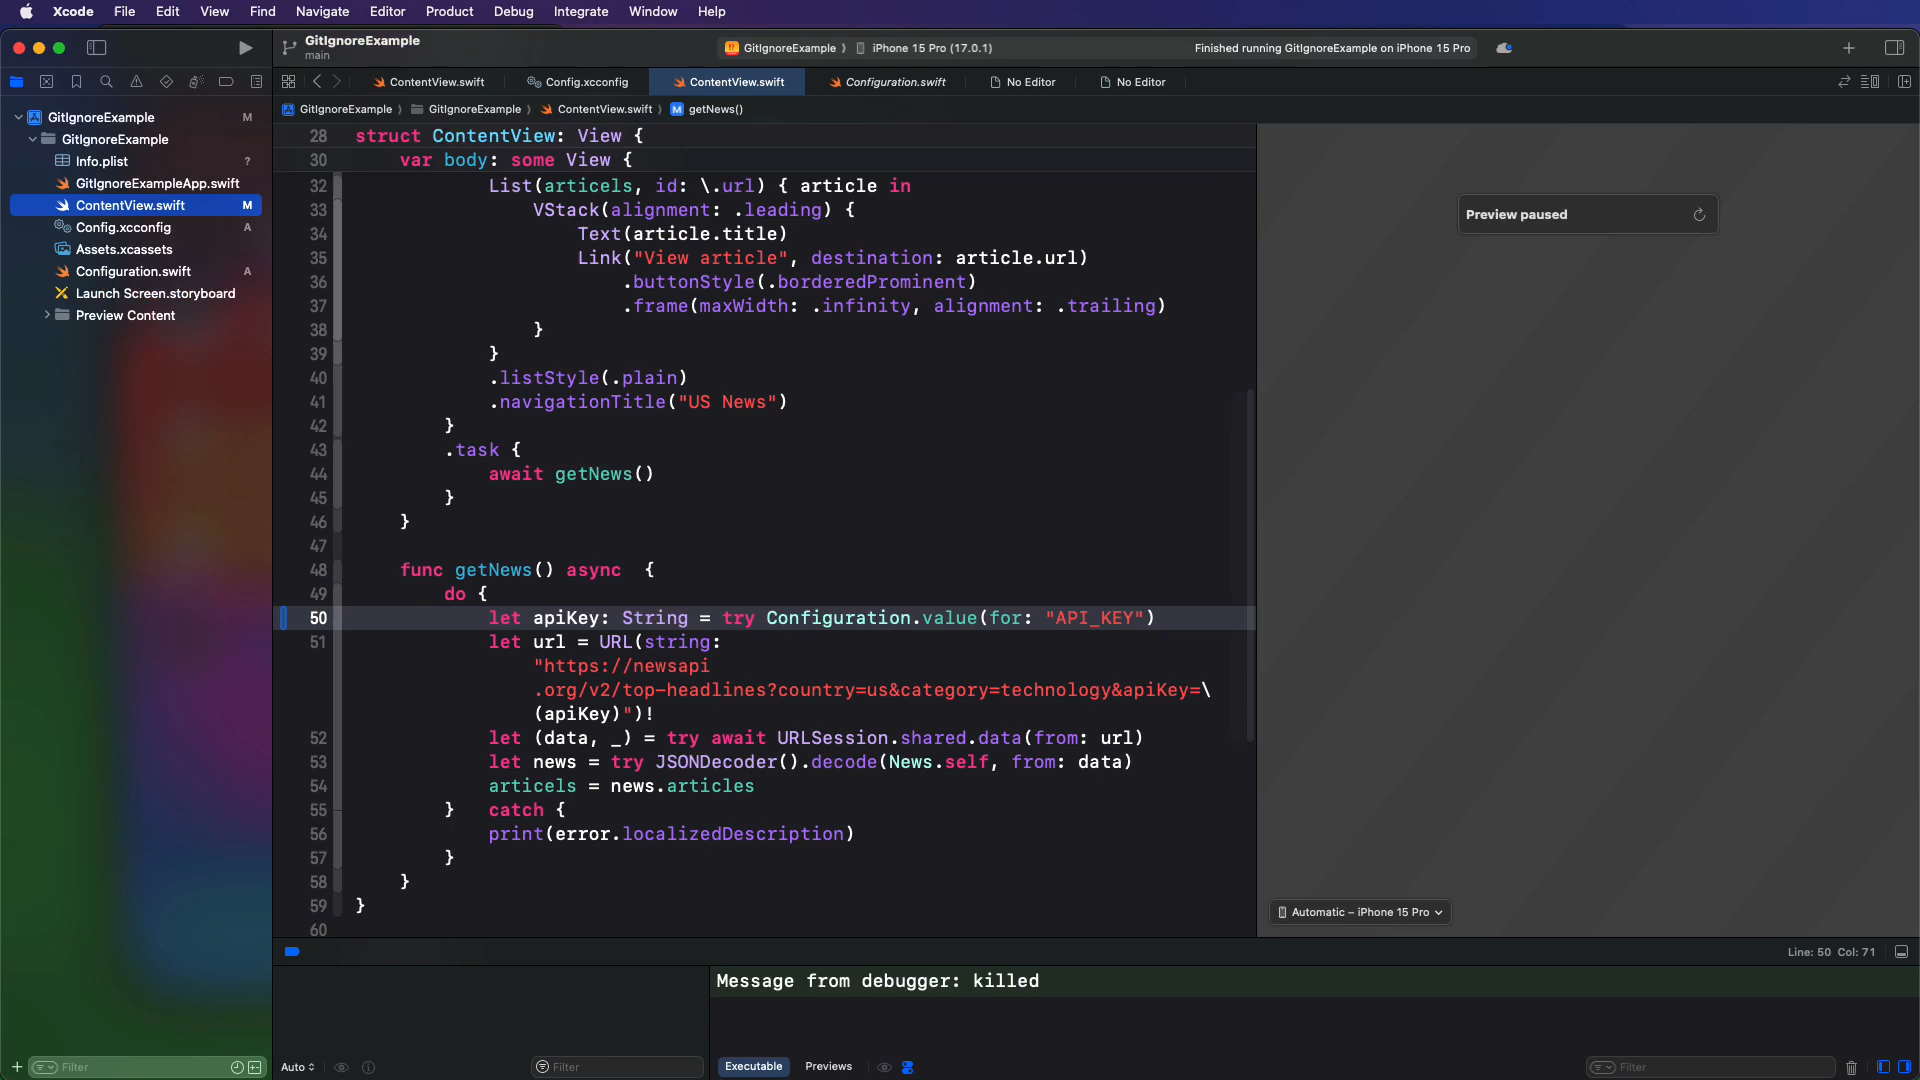 Xcode File Edit View Find Navigate Editor Product Debug Integrate Window Help
GitIgnoreExample
main
GitIgnoreExample iPhone 15 Pro (17.0.1) Finished running GitIgnoreExample on iPhone 15 Pro
ContentView.swift Config.xcconfig ContentView.swift Configuration.swift No Editor No Editor
GitIgnoreExample GitIgnoreExample ContentView.swift M getNews()
GitIgnoreExample M
GitIgnoreExample
Info.plist ?
GitIgnoreExampleApp.swift
ContentView.swift M
Config.xcconfig A
Assets.xcassets
Configuration.swift A
Launch Screen.storyboard
Preview Content
28 struct ContentView: View {
30 var body: some View {
32 List(articels, id: \.url) { article in
33 VStack(alignment: .leading) {
34 Text(article.title)
35 Link("View article", destination: article.url)
36 .buttonStyle(.borderedProminent)
37 .frame(maxWidth: .infinity, alignment: .trailing)
38 }
39 }
40 .listStyle(.plain)
41 .navigationTitle("US News")
42 }
43 .task {
44 await getNews()
45 }
46 }
47
48 func getNews() async  {
49 do {
50 let apiKey: String = try Configuration.value(for: "API_KEY")
51 let url = URL(string:
"https://newsapi
.org/v2/top-headlines?country=us&category=technology&apiKey=\
(apiKey)")!
52 let (data, _) = try await URLSession.shared.data(from: url)
53 let news = try JSONDecoder().decode(News.self, from: data)
54 articels = news.articles
55 } catch {
56 print(error.localizedDescription)
57 }
58 }
59 }
60
Preview paused
Automatic – iPhone 15 Pro
Line: 50 Col: 71
Message from debugger: killed
Filter
Auto
Filter
Executable Previews
Filter